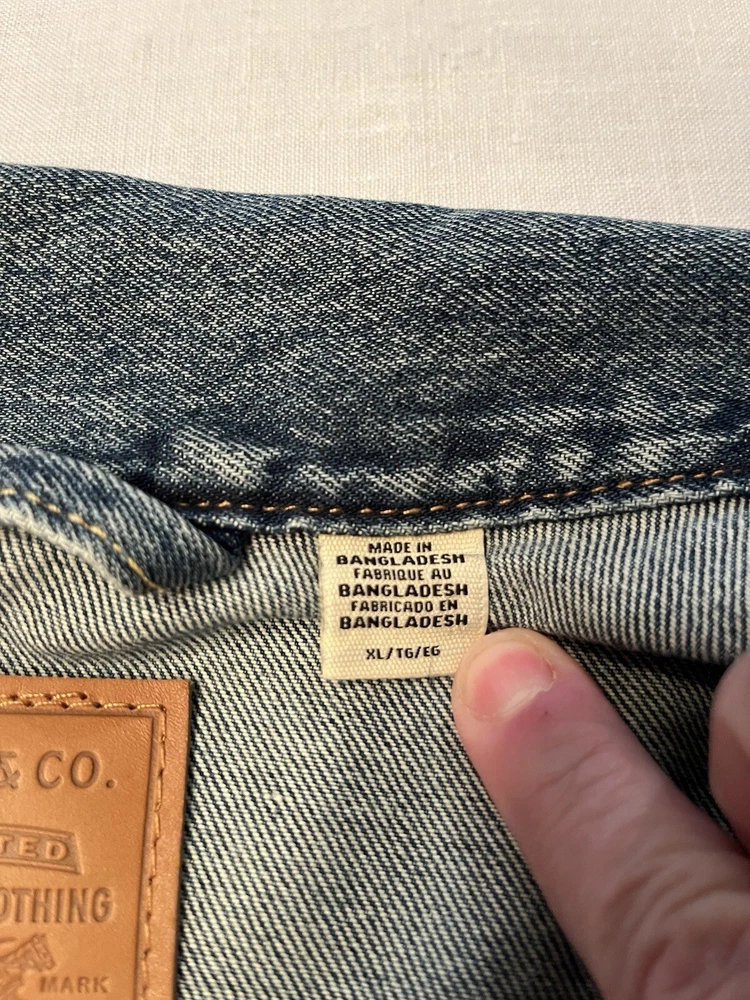 MADE IN
BANGLADESH
FABRIQUE AU
BANGLADESH
FABRICADO EN
BANGLADESH
XL/TG/EG
& CO.
TED
OTHING
MARK